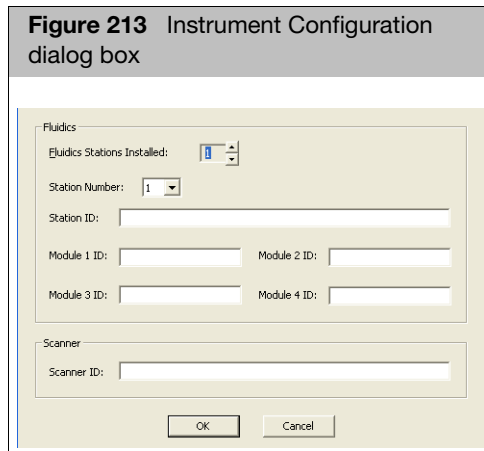 Figure 213 Instrument Configuration
dialog box
Fluidics
Fluidics Stations Installed: 1
Station Number: 1
Station ID:
Module 1 ID: Module 2 ID:
Module 3 ID: Module 4 ID:
Scanner
Scanner ID:
OK Cancel